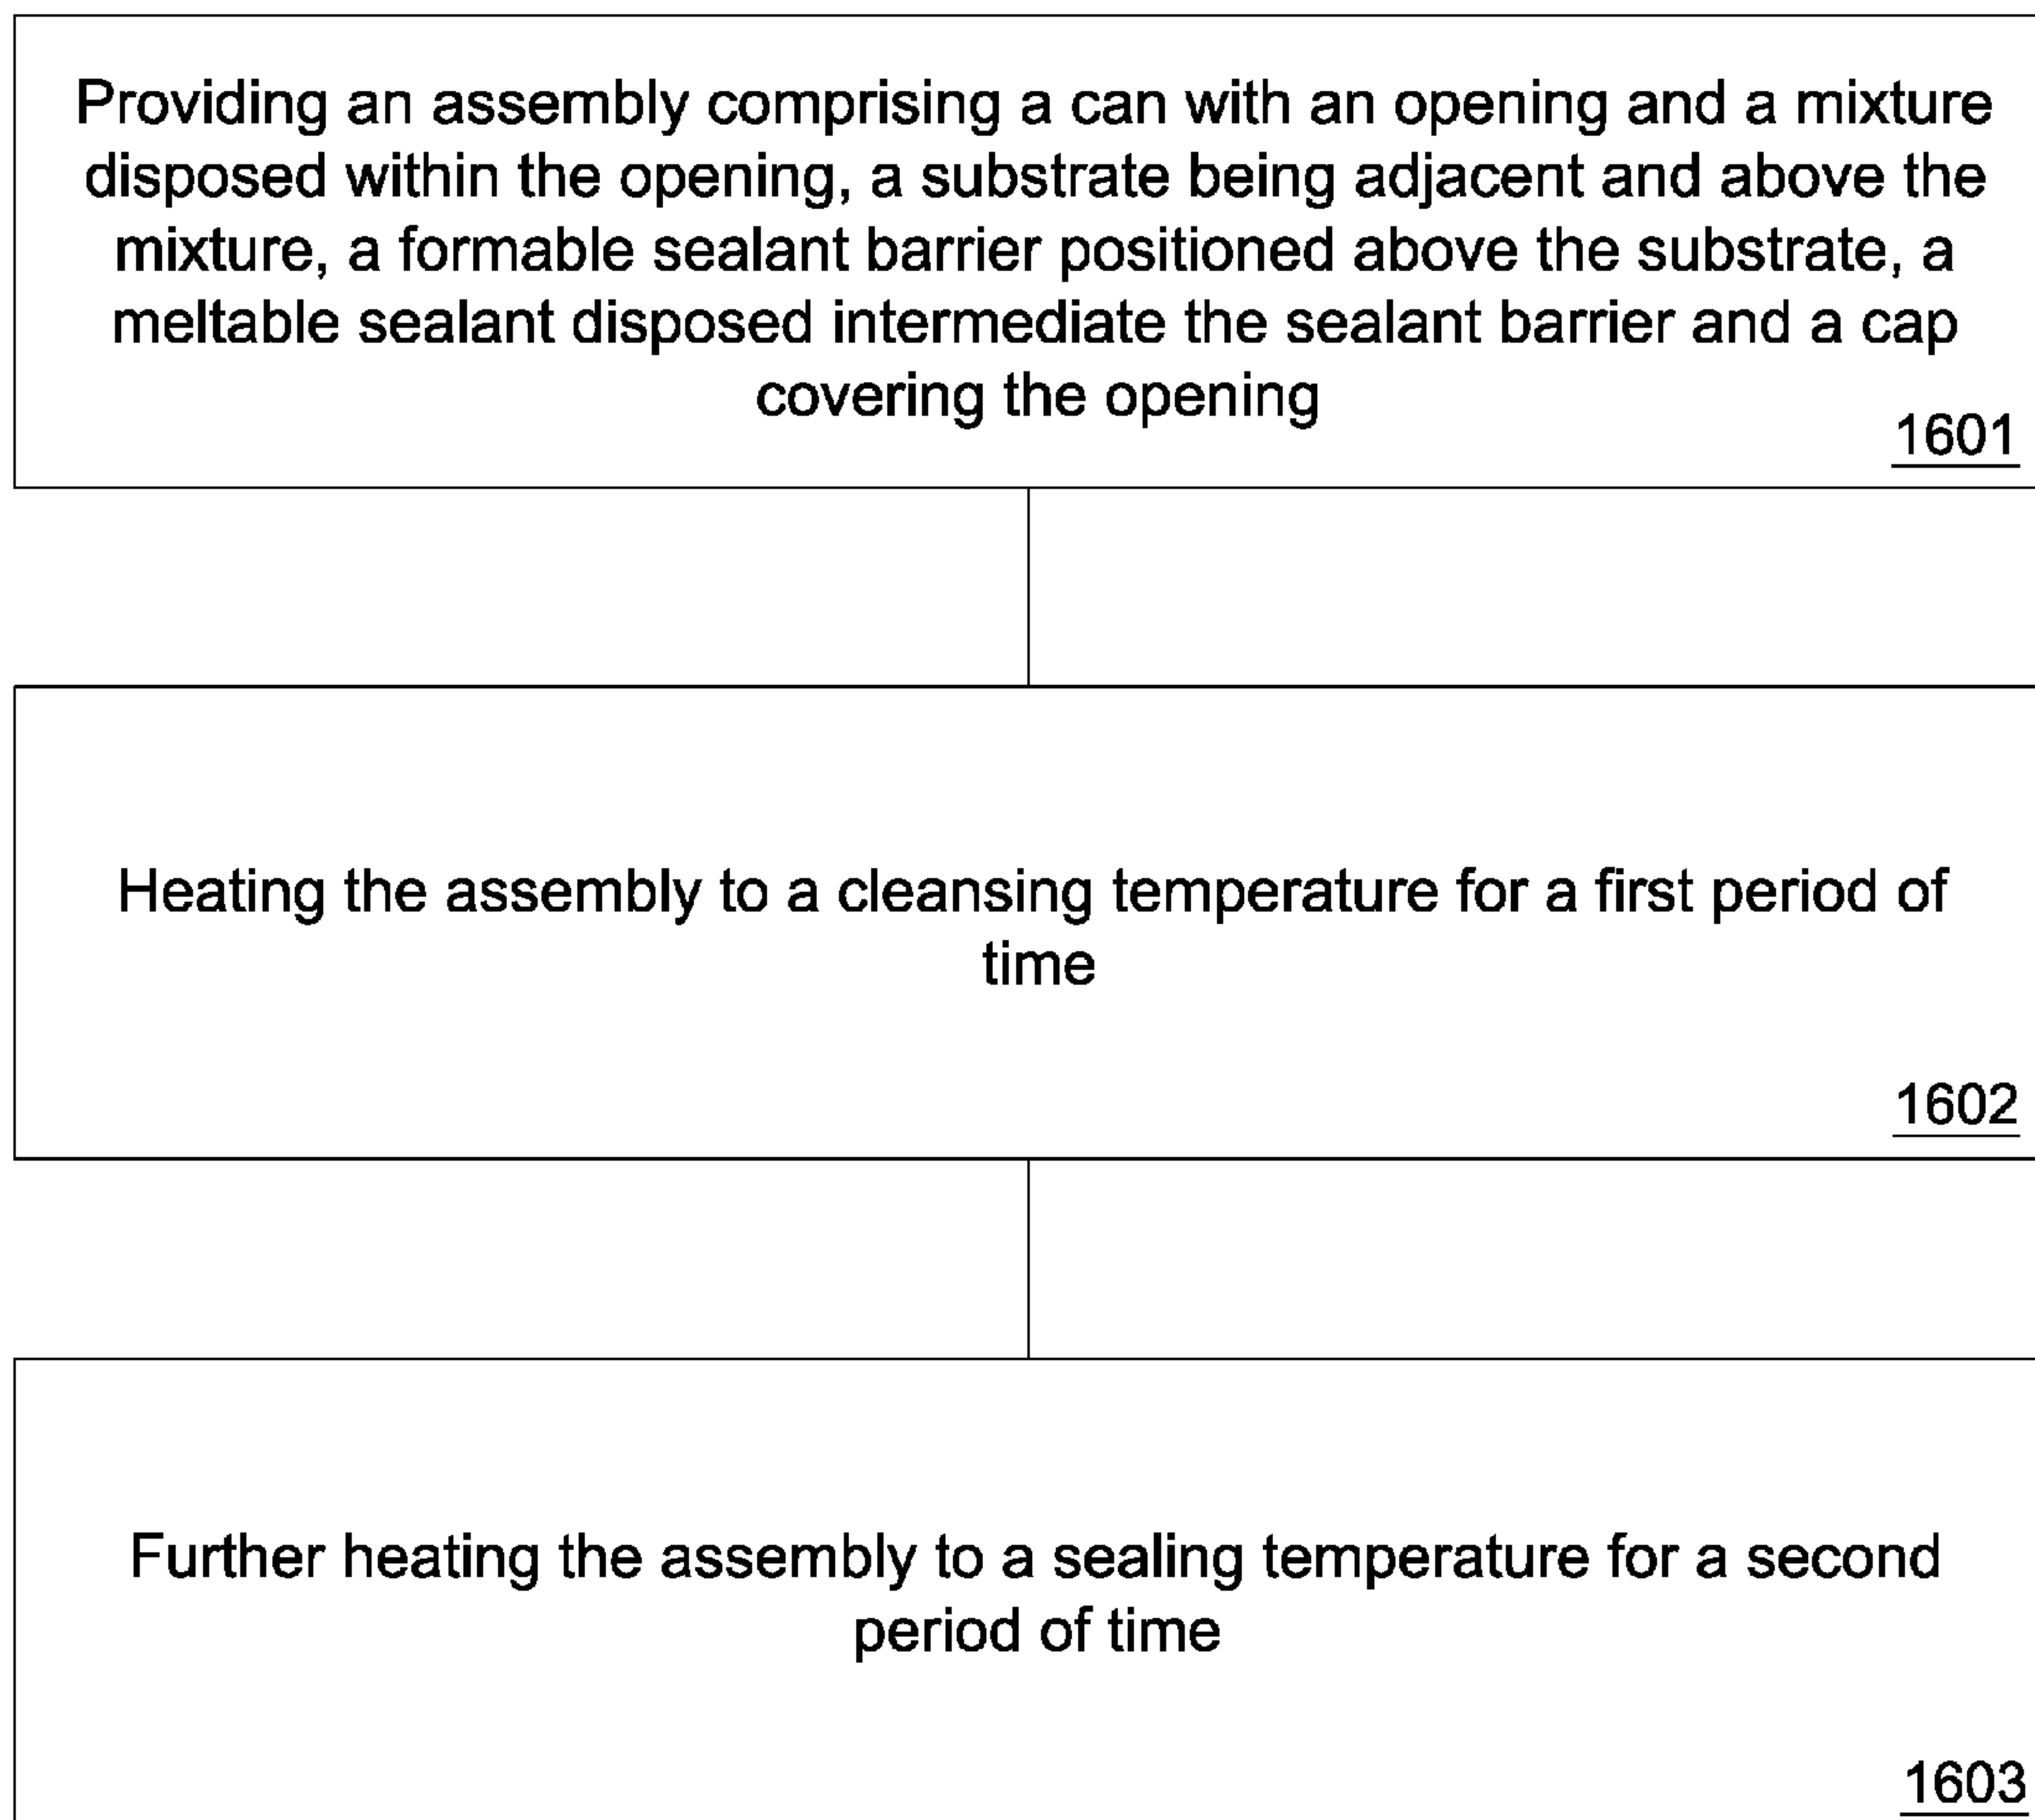 Providing an assembly comprising a can with an opening and a mixture
disposed within the opening, a substrate being adjacent and above the
mixture, a formable sealant barrier positioned above the substrate, a
meltable sealant disposed intermediate the sealant barrier and a cap
covering the opening
1601
Heating the assembly to a cleansing temperature for a first period of
time
1602
Further heating the assembly to a sealing temperature for a second
period of time
1603